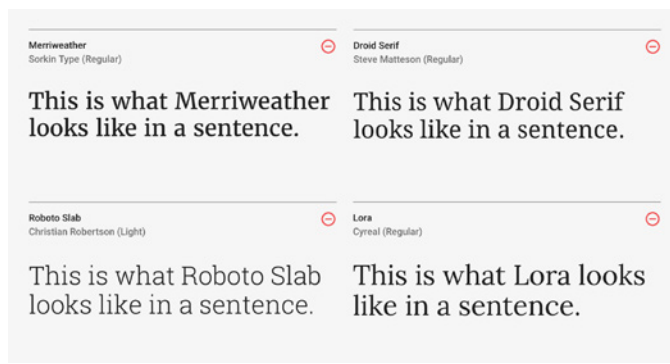 Merriweather
Sorkin Type (Regular)
This is what Merriweather
looks like in a sentence.
Droid Serif
Steve Matteson (Regular)
This is what Droid Serif
looks like in a sentence.
Roboto Slab
Christian Robertson (Light)
This is what Roboto Slab
looks like in a sentence.
Lora
Cyreal (Regular)
This is what Lora looks
like in a sentence.